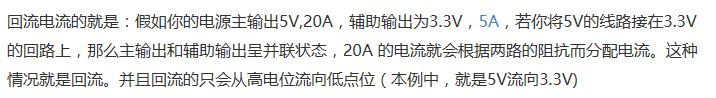 回流电流的就是：假如你的电源主输出5V,20A，辅助输出为3.3V，5A，若你将5V的线路接在3.3V
的回路上，那么主输出和辅助输出呈并联状态，20A 的电流就会根据两路的阻抗而分配电流。这种
情况就是回流。并且回流的只会从高电位流向低点位 ( 本例中，就是5V流向3.3V)